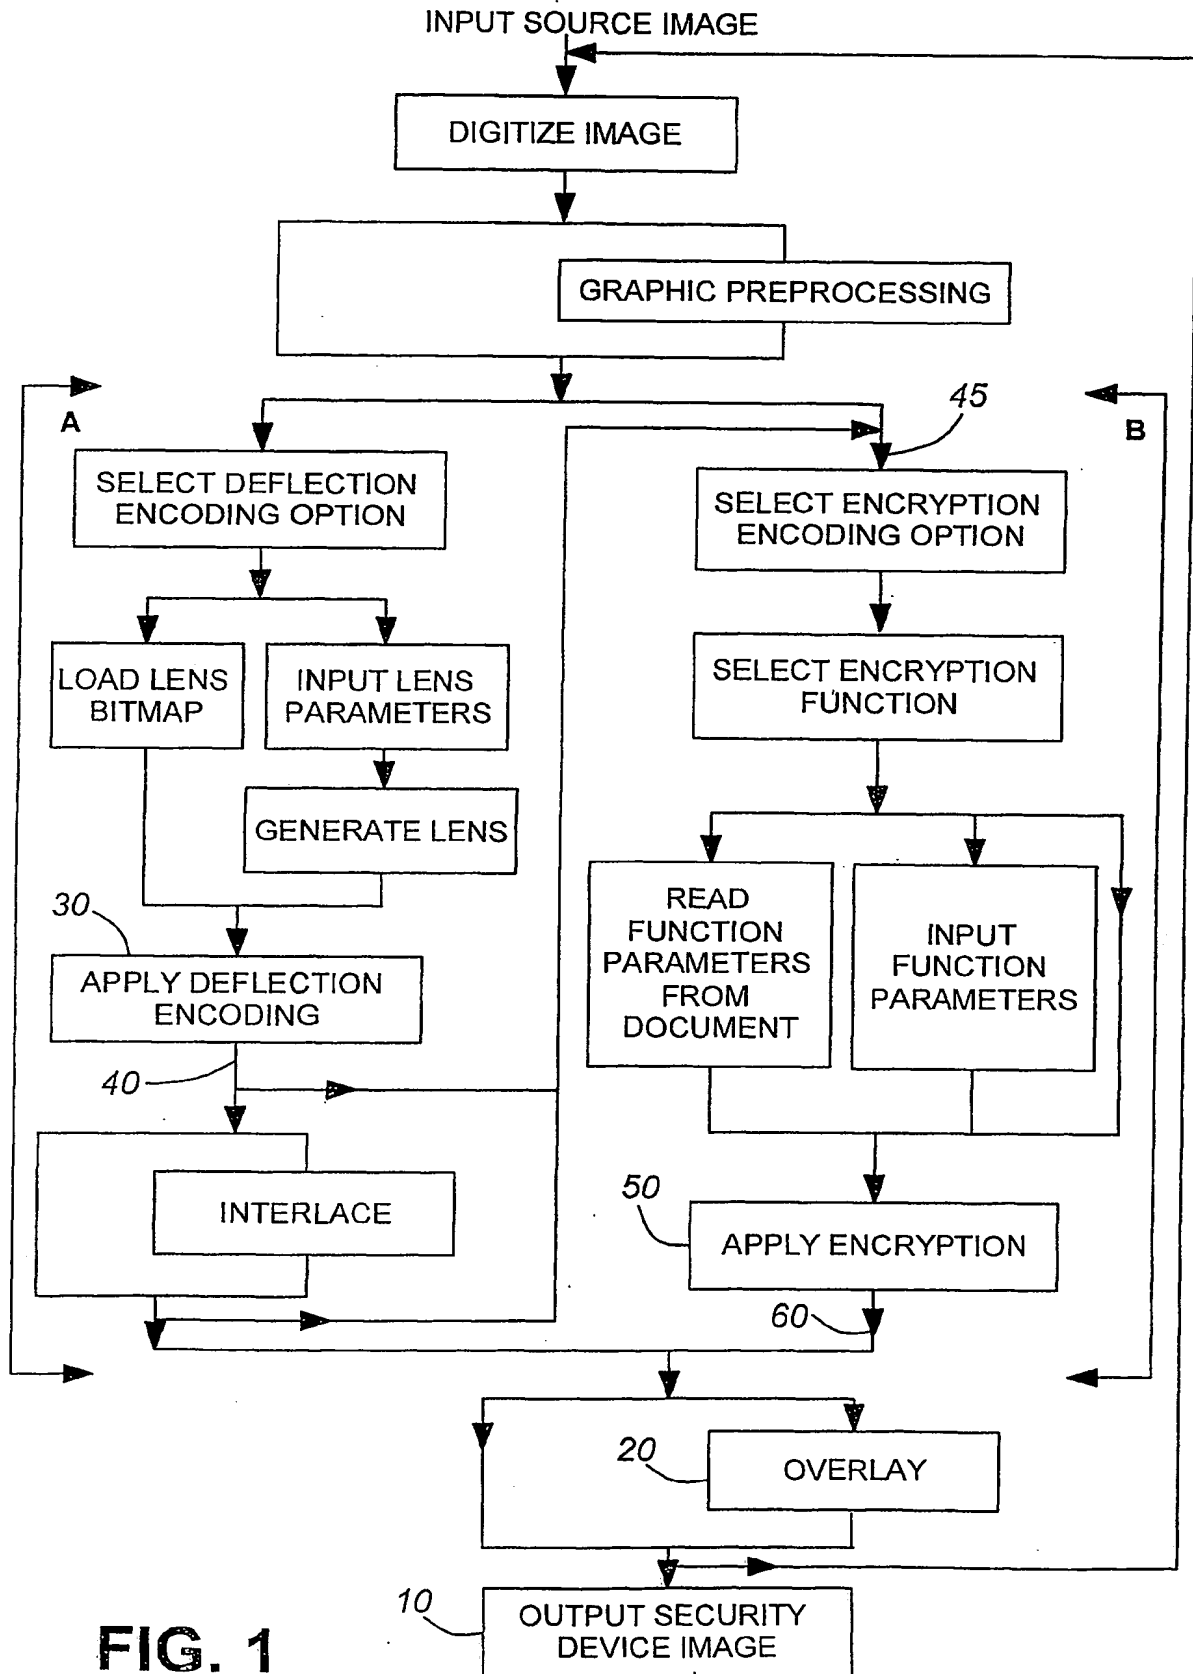 INPUT SOURCE IMAGE
DIGITIZE IMAGE
GRAPHIC PREPROCESSING
A
B
45
SELECT DEFLECTION
ENCODING OPTION
SELECT ENCRYPTION
ENCODING OPTION
LOAD LENS
BITMAP
INPUT LENS
PARAMETERS
SELECT ENCRYPTION
FUNCTION
GENERATE LENS
READ
FUNCTION
PARAMETERS
FROM
DOCUMENT
INPUT
FUNCTION
PARAMETERS
30
APPLY DEFLECTION
ENCODING
40
INTERLACE
50
APPLY ENCRYPTION
60
20
OVERLAY
10
OUTPUT SECURITY
DEVICE IMAGE
FIG. 1